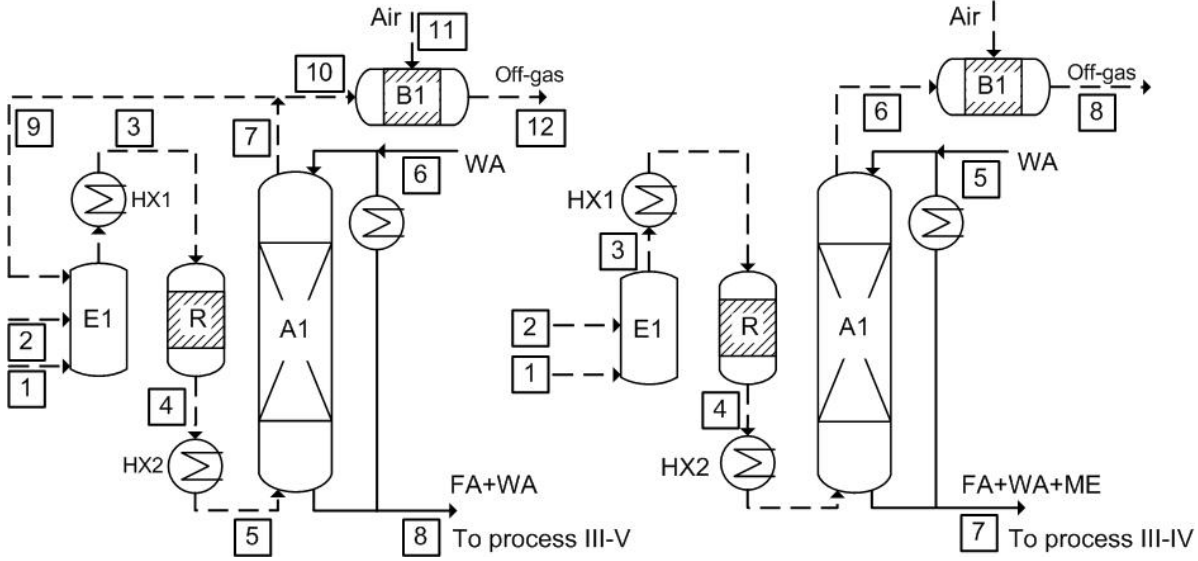 Air
11
10
B1
Off-gas
12
9
3
7
6
WA
HX1
E1
R
A1
2
1
4
HX2
5
FA+WA
8
To process III-V
Air
B1
Off-gas
6
8
WA
5
HX1
3
2
E1
R
A1
1
4
HX2
FA+WA+ME
7
To process III-IV